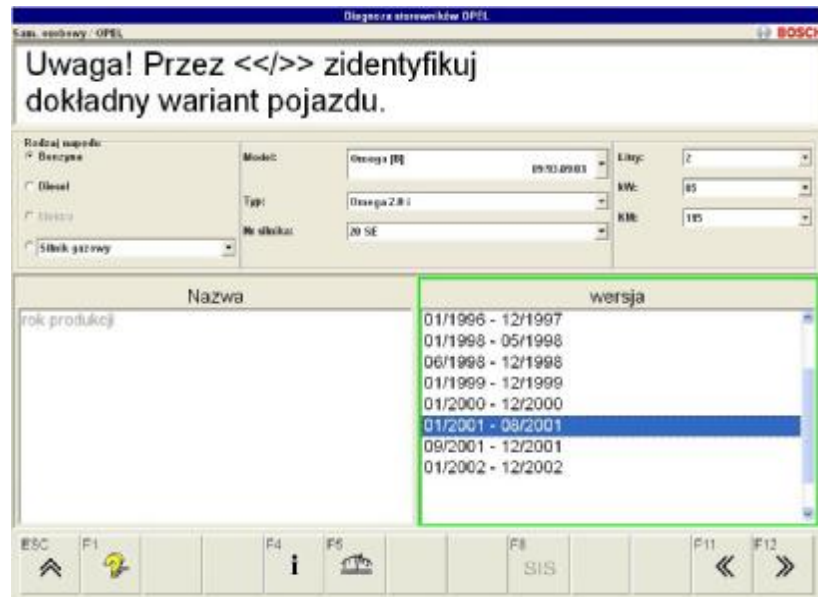 Diagnoza sterowników OPEL
Sam. osobowy / OPEL
BOSCH
Uwaga! Przez <</>> zidentyfikuj
dokładny wariant pojazdu.
Rodzaj napędu
Benzyna
Diesel
Silnik gazowy
Model: Omega [B]
Typ: Omega 2.0 i
Nr silnika: 20 SE
Litry: 2
kW: 85
KM:
Nazwa
rok produkcji
wersja
01/1996 - 12/1997
01/1998 - 05/1998
06/1998 - 12/1998
01/1999 - 12/1999
01/2000 - 12/2000
01/2001 - 08/2001
09/2001 - 12/2001
01/2002 - 12/2002
ESC F1 F4 F5 F8 F11 F12
i SIS « »